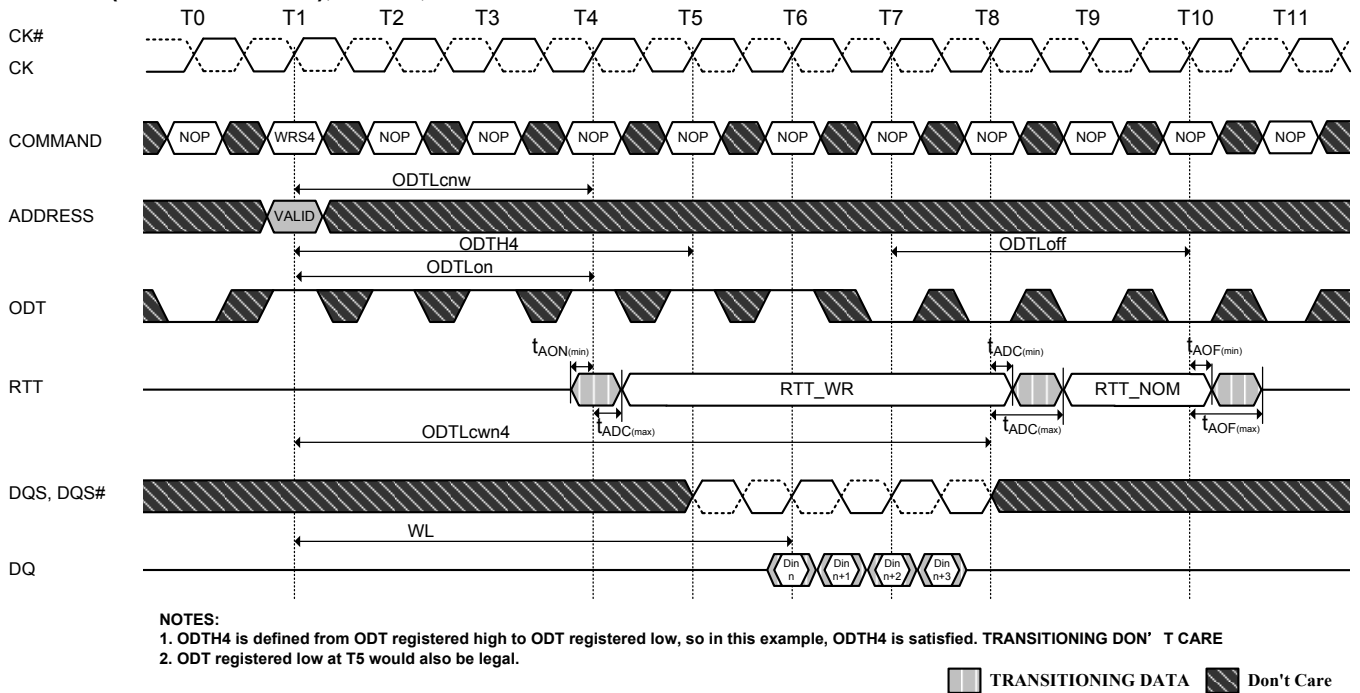 T0 T1 T2 T3 T4 T5 T6 T7 T8 T9 T10 T11
CK#
CK
COMMAND
NOP WRS4 NOP NOP NOP NOP NOP NOP NOP NOP NOP NOP
ODTLcnw
ADDRESS
VALID
ODTH4
ODTLoff
ODTLon
ODT
tAON(min)
tADC(min)
tAOF(min)
RTT
RTT_WR
RTT_NOM
tADC(max)
tADC(max)
tAOF(max)
ODTLcwn4
DQS, DQS#
WL
DQ
Din n
Din n+1
Din n+2
Din n+3
NOTES:
1. ODTH4 is defined from ODT registered high to ODT registered low, so in this example, ODTH4 is satisfied. TRANSITIONING DON’ T CARE
2. ODT registered low at T5 would also be legal.
TRANSITIONING DATA Don't Care